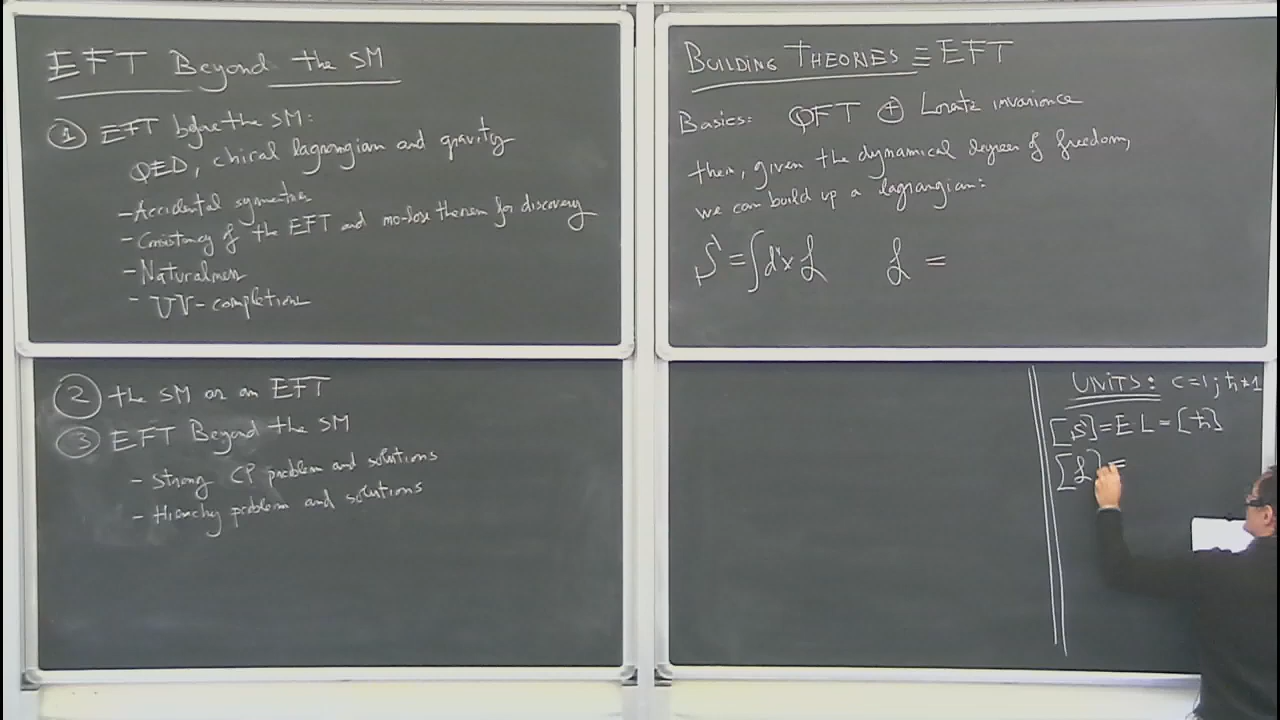 EFT Beyond the SM
① EFT before the SM:
QED, chiral lagrangian and gravity
- Accidental symmetries
- Consistency of the EFT and no-lose theorem for discovery
- Naturalness
- UV-completions
② the SM as an EFT
③ EFT Beyond the SM
- Strong CP problem and solutions
- Hierarchy problem and solutions
BUILDING THEORIES ≡ EFT
Basics: QFT ⊕ Lorentz invariance
then, given the dynamical degrees of freedom,
we can build up a lagrangian:
S = ∫d⁴x ℒ ℒ =
UNITS: c=1; ħ≠1
[S]=E L=[ħ]
[ℒ]=